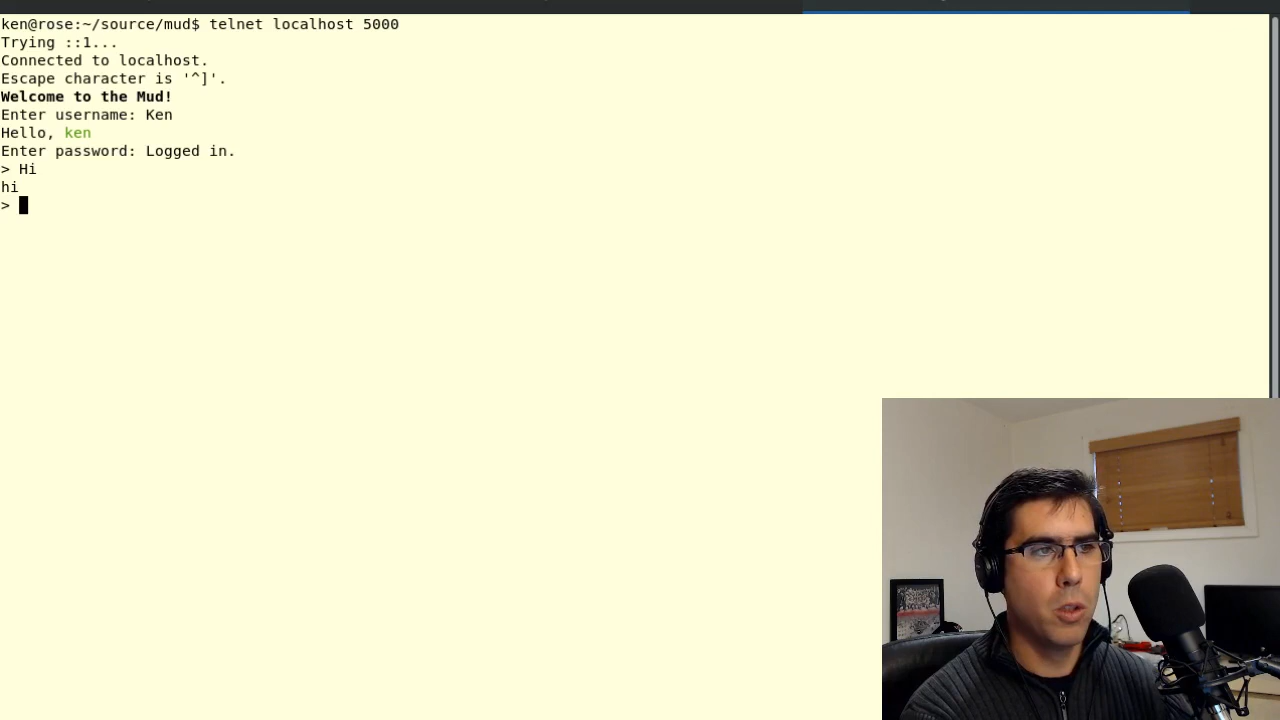 ken@rose:~/source/mud$ telnet localhost 5000
Trying ::1...
Connected to localhost.
Escape character is '^]'.
Welcome to the Mud!
Enter username: Ken
Hello, ken
Enter password: Logged in.
> Hi
hi
>